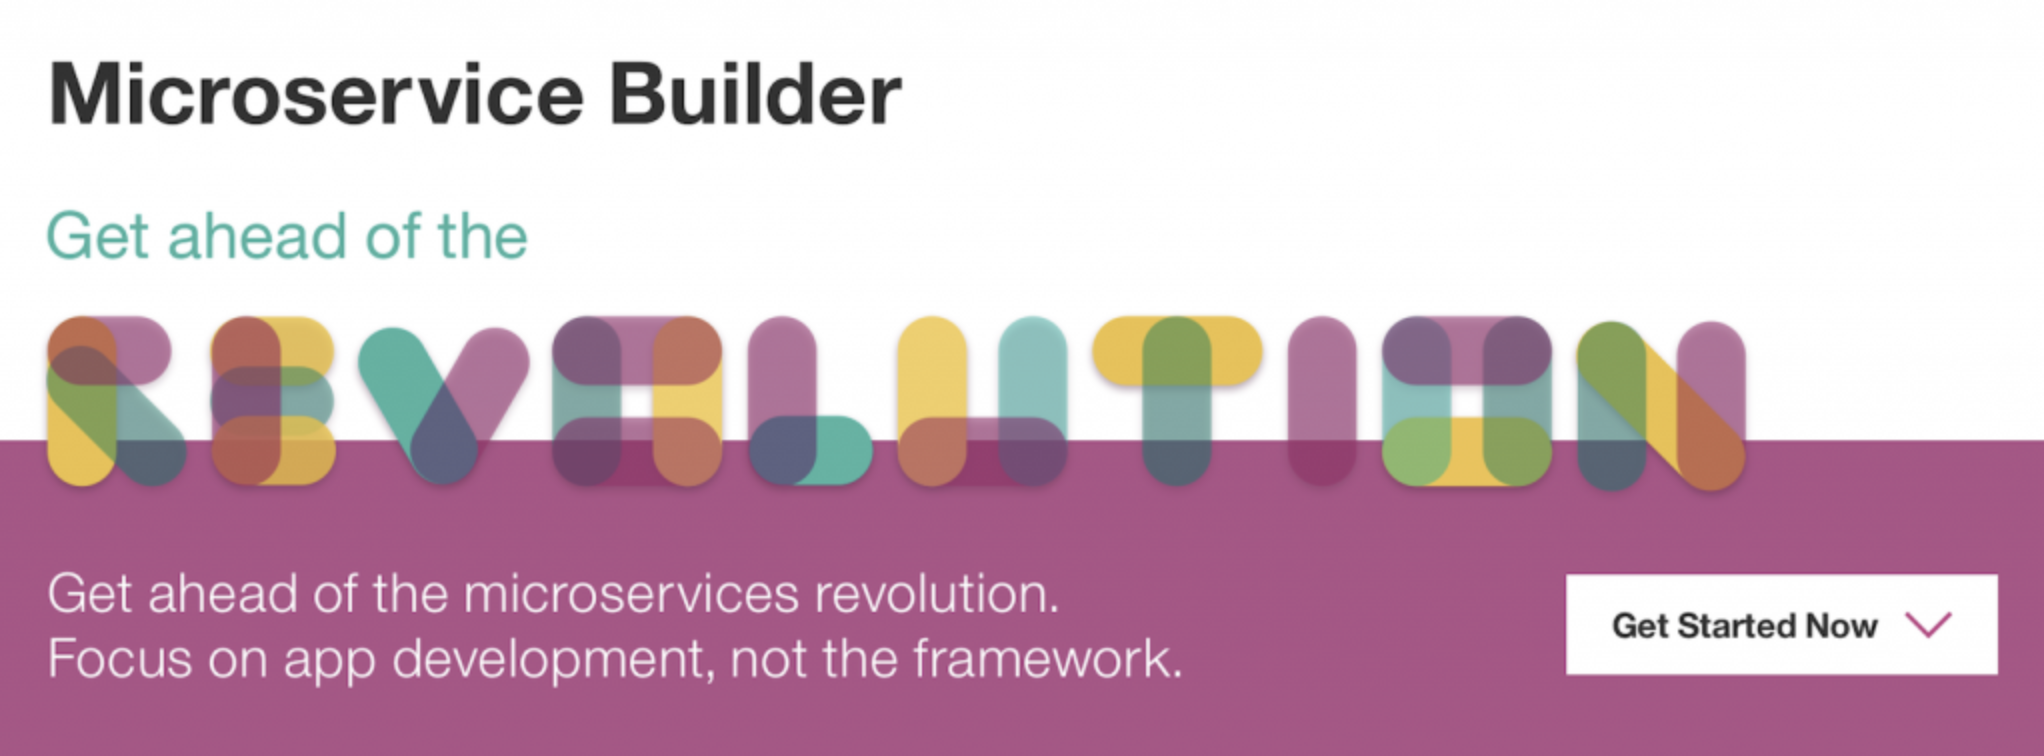 Microservice Builder
Get ahead of the
REVOLUTION
Get ahead of the microservices revolution.
Focus on app development, not the framework.
Get Started Now